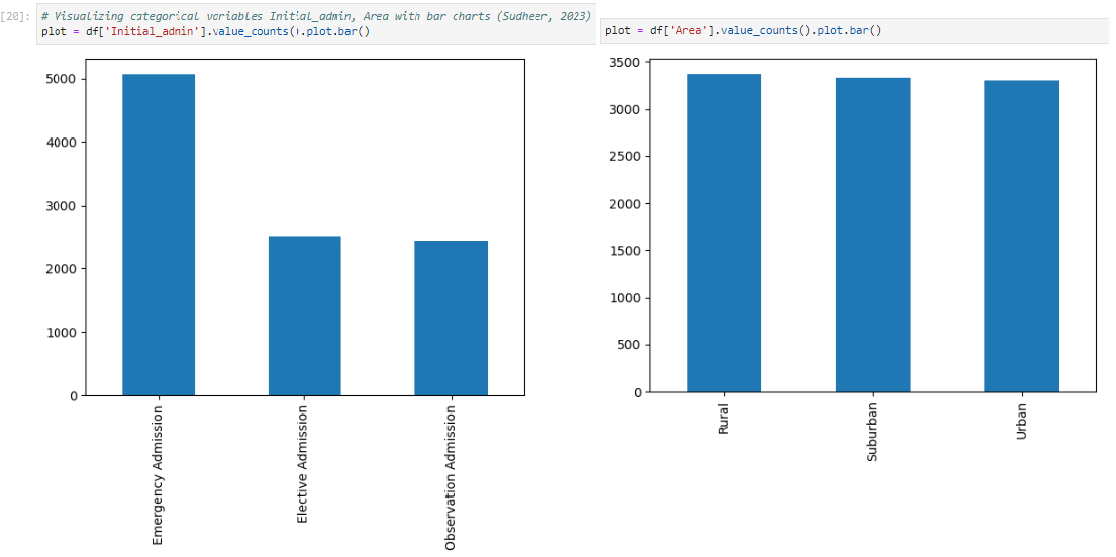 [20]:
# Visualizing categorical variables Initial_admin, Area with bar charts (Sudheer, 2023)
plot = df['Initial_admin'].value_counts().plot.bar()
5000
4000
3000
2000
1000
0
Emergency Admission
Elective Admission
Observation Admission
plot = df['Area'].value_counts().plot.bar()
3500
3000
2500
2000
1500
1000
500
0
Rural
Suburban
Urban